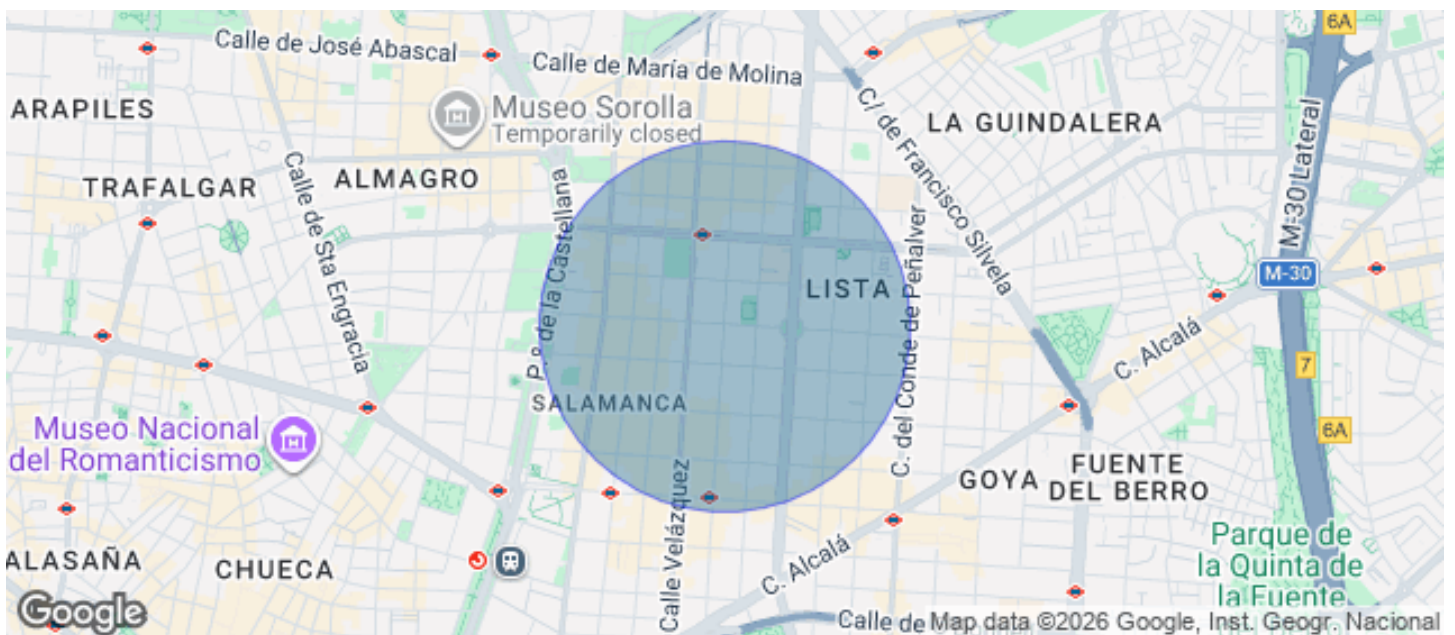 6A
Calle de José Abascal
Calle de María de Molina
ARAPILES
Museo Sorolla
Temporarily closed
C/ de Francisco Silvela
LA GUINDALERA
M-30 Lateral
TRAFALGAR
ALMAGRO
Calle de Sta Engracia
P.º de la Castellana
C. del Conde de Peñalver
LISTA
M-30
C. Alcalá
7
SALAMANCA
Museo Nacional
del Romanticismo
6A
GOYA
FUENTE
DEL BERRO
Calle Velázquez
Parque de
la Quinta de
la Fuente
ALASAÑA
CHUECA
C. Alcalá
Google
Calle de
Map data ©2026 Google, Inst. Geogr. Nacional